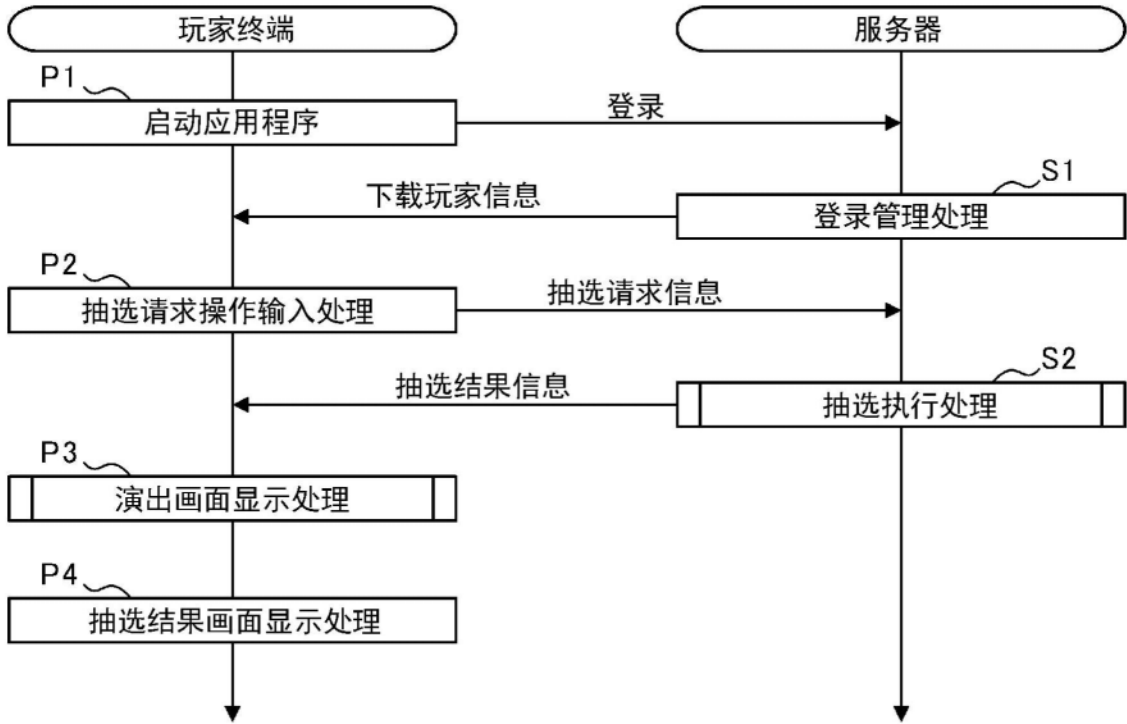 玩家终端
服务器
P1
启动应用程序
登录
S1
下载玩家信息
登录管理处理
P2
抽选请求操作输入处理
抽选请求信息
S2
抽选结果信息
抽选执行处理
P3
演出画面显示处理
P4
抽选结果画面显示处理